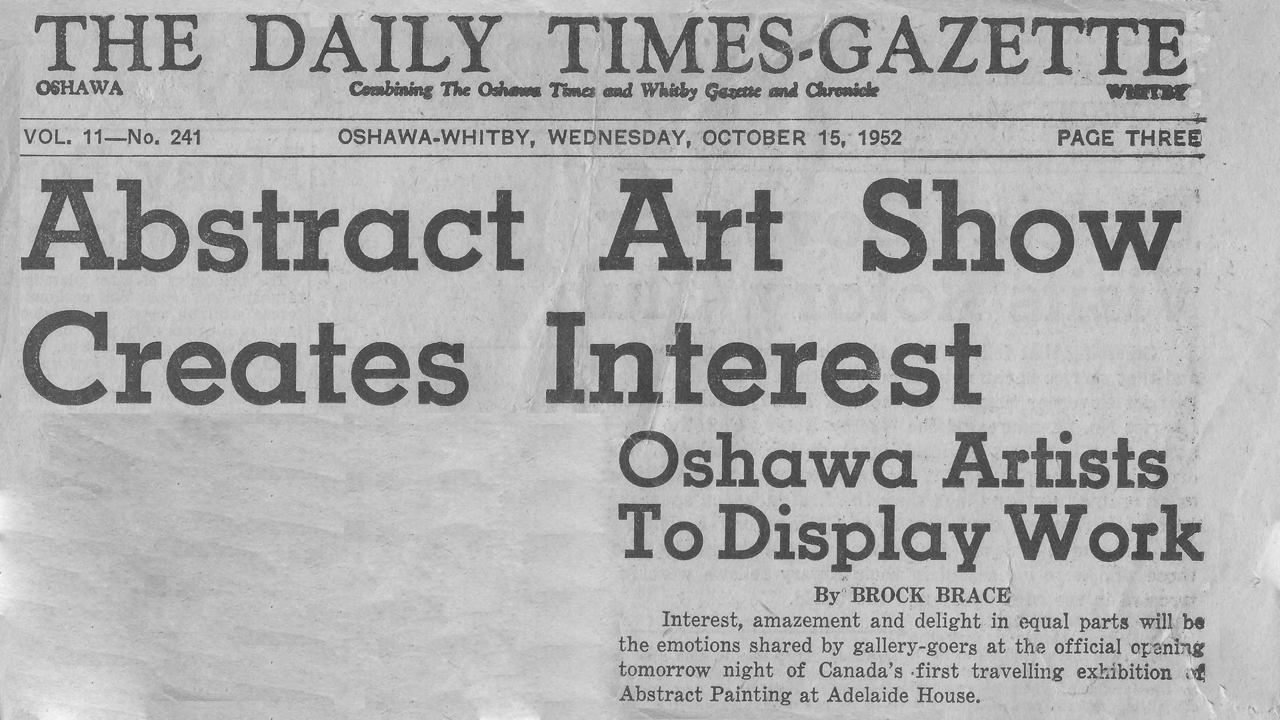 THE DAILY TIMES-GAZETTE
OSHAWA Combining The Oshawa Times and Whitby Gazette and Chronicle WHITBY
VOL. 11—No. 241 OSHAWA-WHITBY, WEDNESDAY, OCTOBER 15, 1952 PAGE THREE
Abstract Art Show
Creates Interest
Oshawa Artists
To Display Work
By BROCK BRACE
Interest, amazement and delight in equal parts will be
the emotions shared by gallery-goers at the official opening
tomorrow night of Canada's first travelling exhibition of
Abstract Painting at Adelaide House.